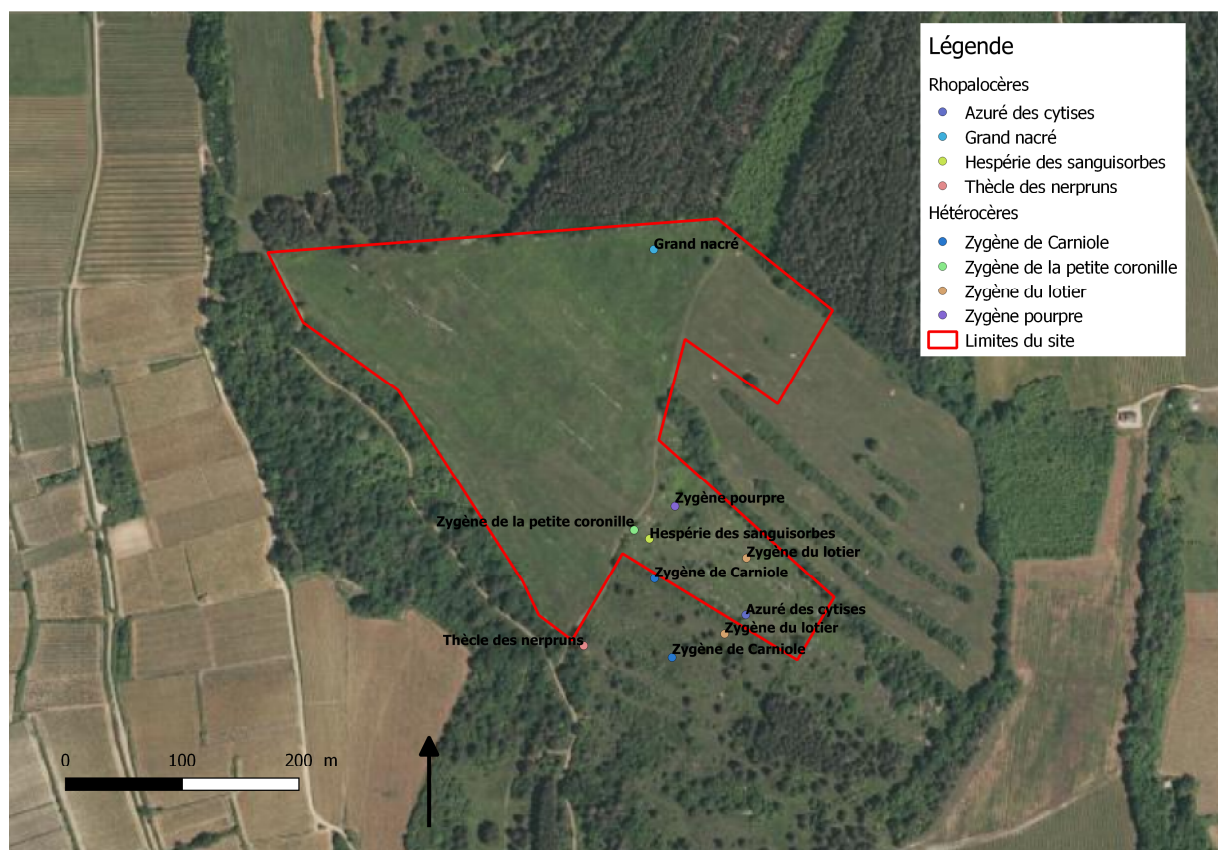 Légende
Rhopalocères
Azuré des cytises
Grand nacré
Hespérie des sanguisorbes
Thècle des nerpruns
Hétérocères
Zygène de Carniole
Zygène de la petite coronille
Zygène du lotier
Zygène pourpre
Limites du site
Grand nacré
Zygène pourpre
Zygène de la petite coronille
Hespérie des sanguisorbes
Zygène du lotier
Zygène de Carniole
Azuré des cytises
Zygène du lotier
Thècle des nerpruns
Zygène de Carniole
0 100 200 m